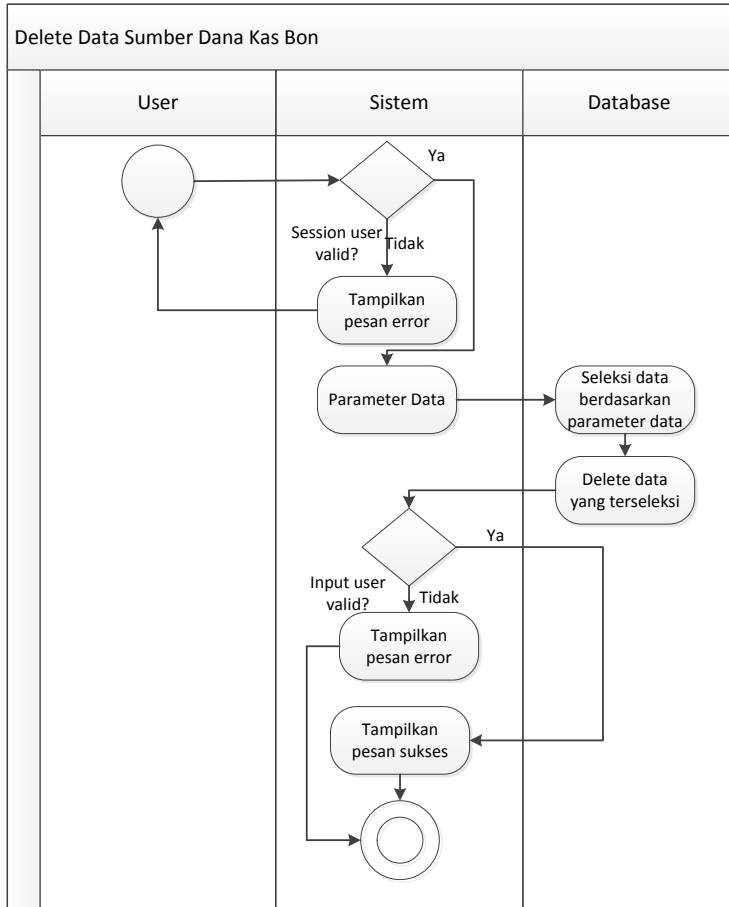 Delete Data Sumber Dana Kas Bon
User
Sistem
Database
Ya
Session user
valid?
Tidak
Tampilkan
pesan error
Parameter Data
Seleksi data
berdasarkan
parameter data
Delete data
yang terseleksi
Ya
Input user
valid?
Tidak
Tampilkan
pesan error
Tampilkan
pesan sukses